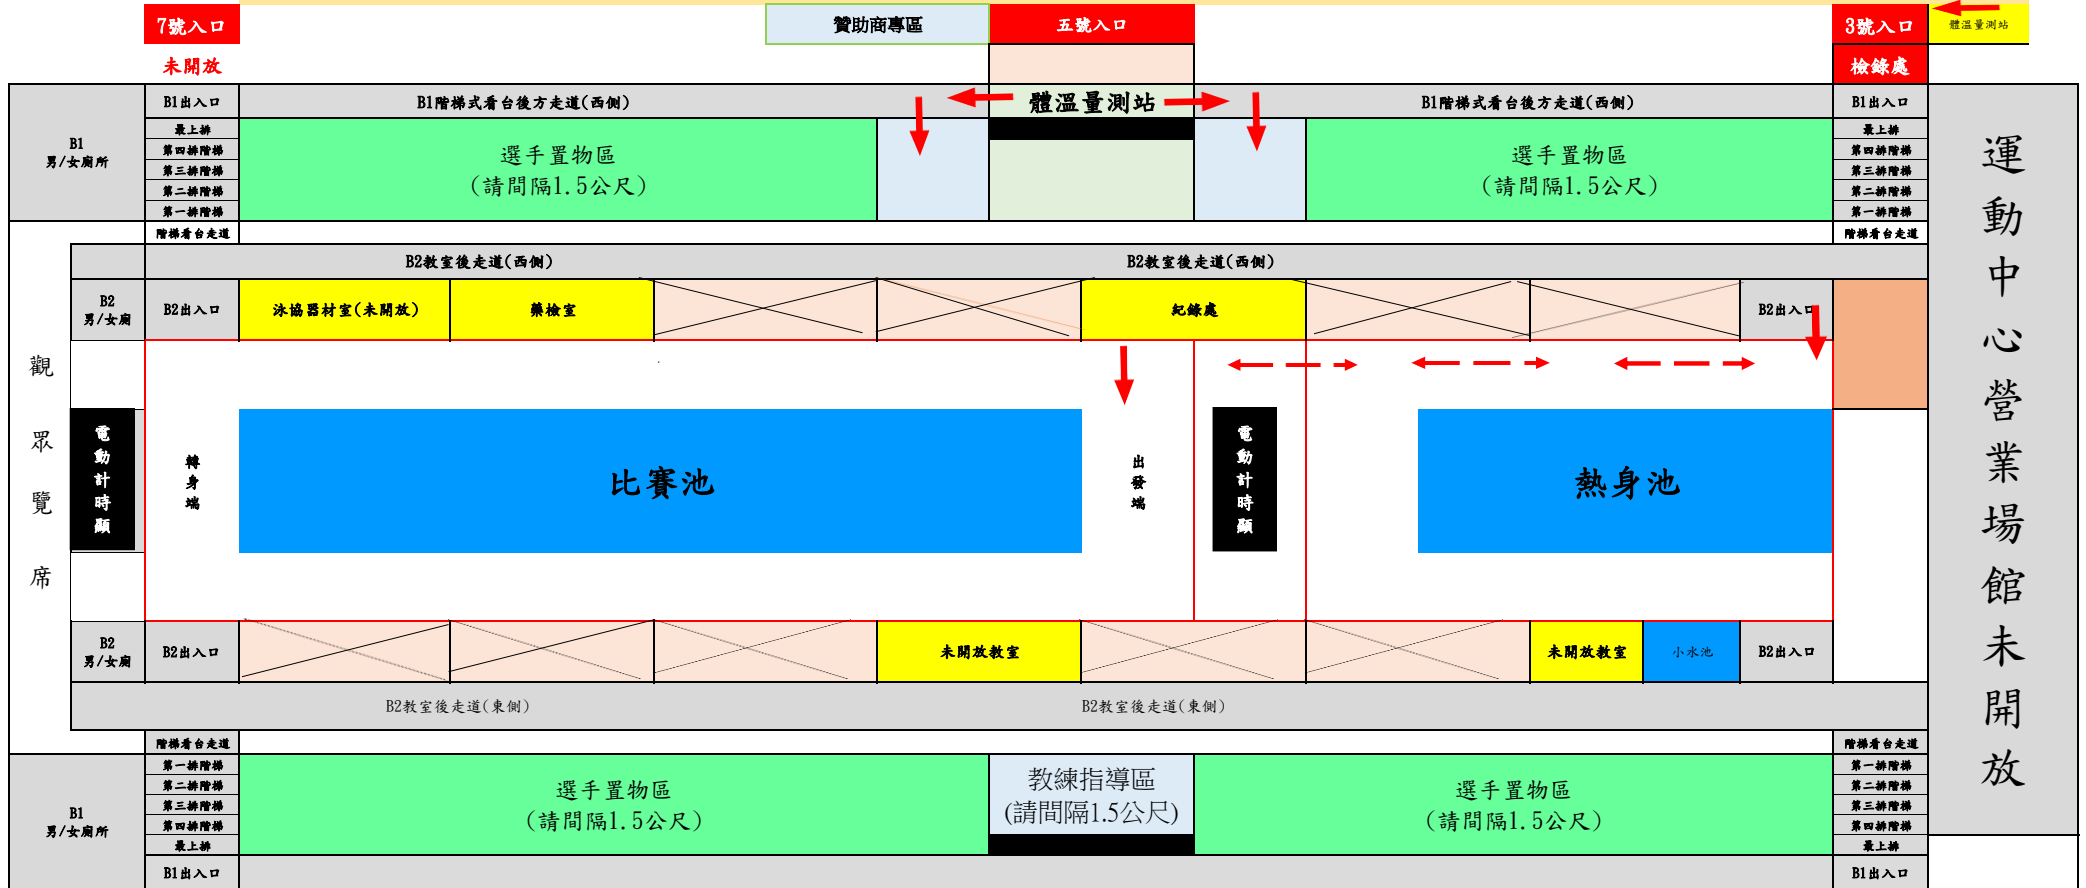 7號入口
贊助商專區
五號入口
3號入口
體溫量測站
未開放
檢錄處
B1
男/女廁所
B1出入口
B1階梯式看台後方走道(西側)
體溫量測站
B1階梯式看台後方走道(西側)
B1出入口
最上排
第四排階梯
第三排階梯
第二排階梯
第一排階梯
選手置物區
(請間隔1.5公尺)
選手置物區
(請間隔1.5公尺)
最上排
第四排階梯
第三排階梯
第二排階梯
第一排階梯
階梯看台走道
階梯看台走道
B2教室後走道(西側)
B2教室後走道(西側)
B2
男/女廁
B2出入口
泳協器材室(未開放)
藥檢室
紀錄處
B2出入口
觀眾覽席
電動計時顯
轉身端
比賽池
出發端
電動計時顯
熱身池
運動中心營業場館未開放
B2
男/女廁
B2出入口
未開放教室
未開放教室
小水池
B2出入口
B2教室後走道(東側)
B2教室後走道(東側)
階梯看台走道
階梯看台走道
B1
男/女廁所
第一排階梯
第二排階梯
第三排階梯
第四排階梯
最上排
選手置物區
(請間隔1.5公尺)
教練指導區
(請間隔1.5公尺)
選手置物區
(請間隔1.5公尺)
第一排階梯
第二排階梯
第三排階梯
第四排階梯
最上排
B1出入口
B1出入口